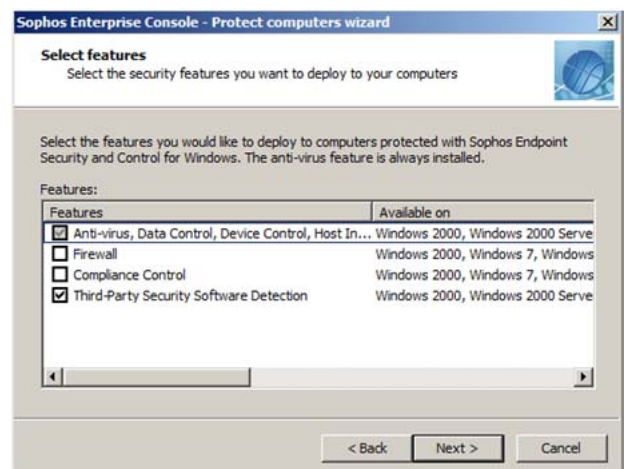 Sophos Enterprise Console - Protect computers wizard
Select features
Select the security features you want to deploy to your computers
Select the features you would like to deploy to computers protected with Sophos Endpoint
Security and Control for Windows. The anti-virus feature is always installed.
Features:
Features Available on
Anti-virus, Data Control, Device Control, Host In... Windows 2000, Windows 2000 Serve
Firewall Windows 2000, Windows 7, Windows
Compliance Control Windows 2000, Windows 7, Windows
Third-Party Security Software Detection Windows 2000, Windows 2000 Serve
< Back Next > Cancel